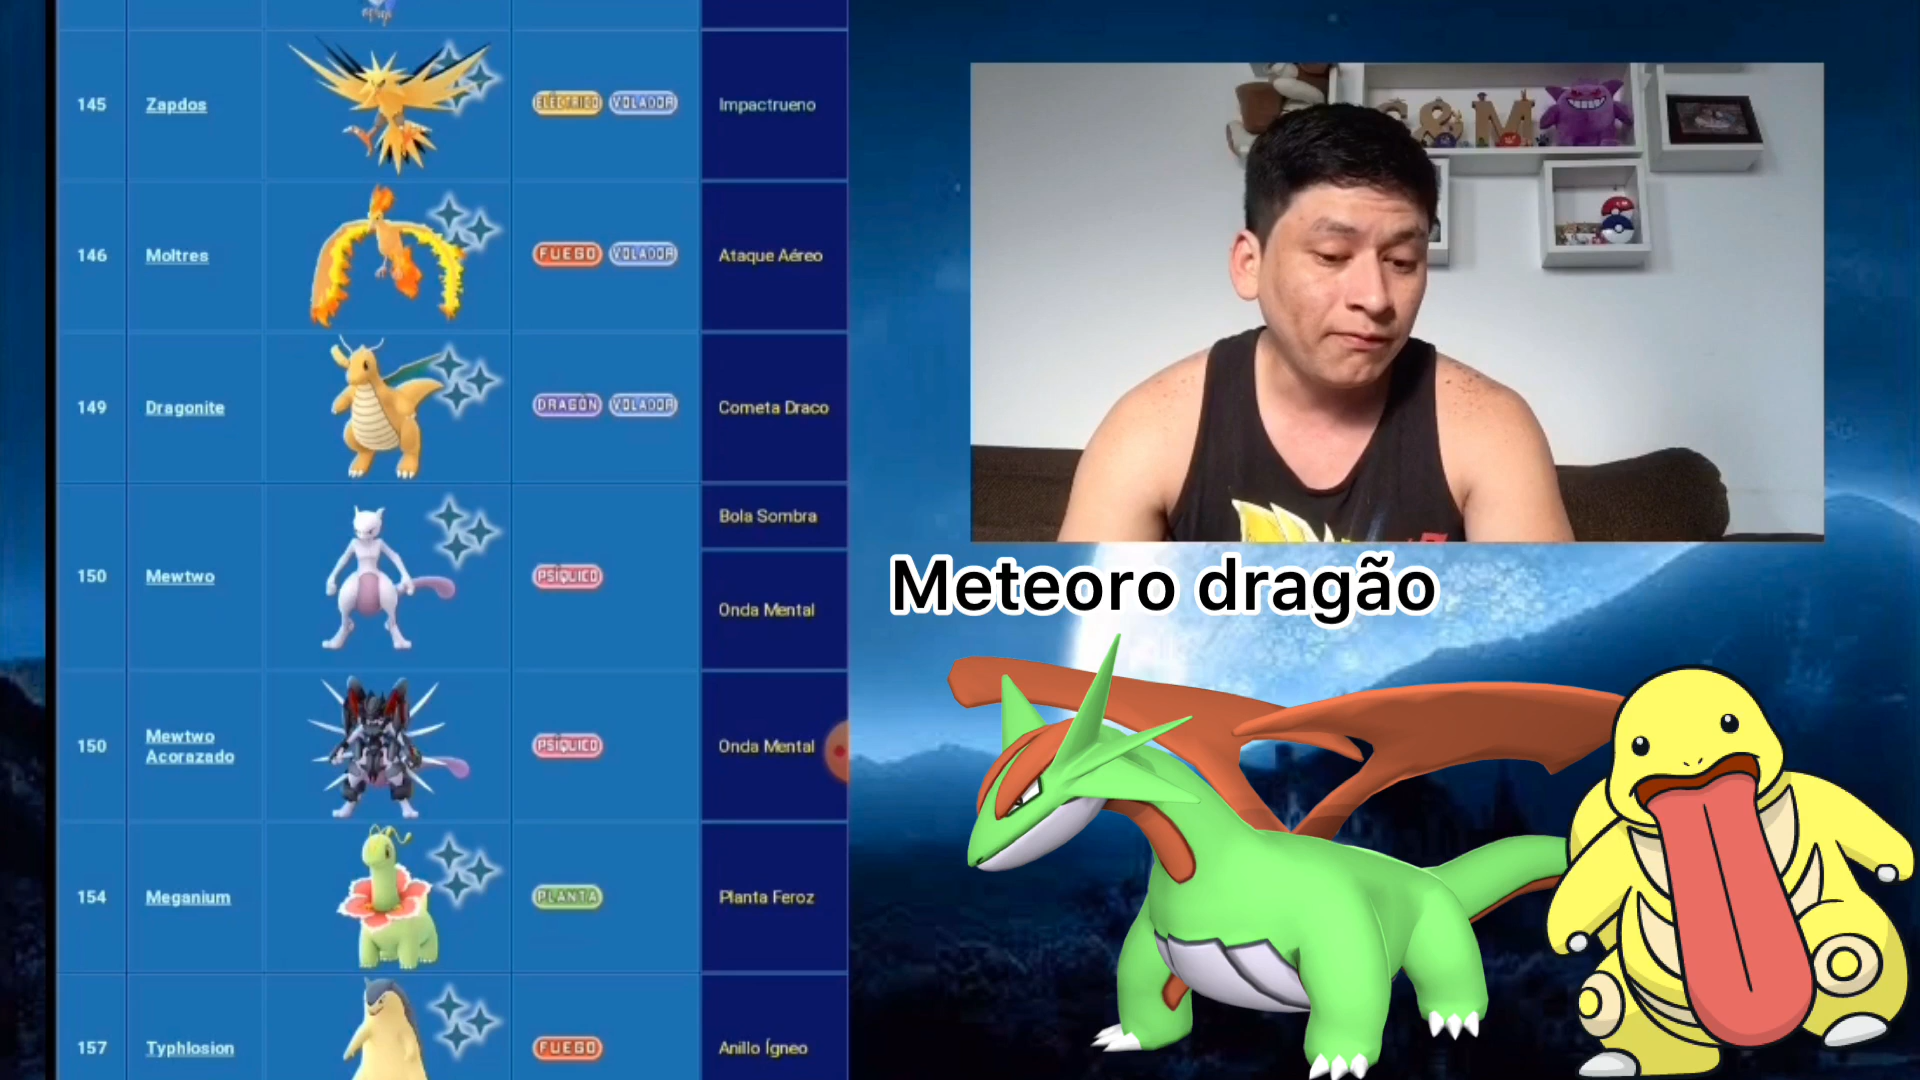 145 Zapdos ELÉCTRICO VOLADOR Impactrueno
146 Moltres FUEGO VOLADOR Ataque Aéreo
149 Dragonite DRAGÓN VOLADOR Cometa Draco
Bola Sombra
150 Mewtwo PSÍQUICO
Onda Mental
150 Mewtwo Acorazado PSÍQUICO Onda Mental
154 Meganium PLANTA Planta Feroz
157 Typhlosion FUEGO Anillo Ígneo
G&M
Meteoro dragão